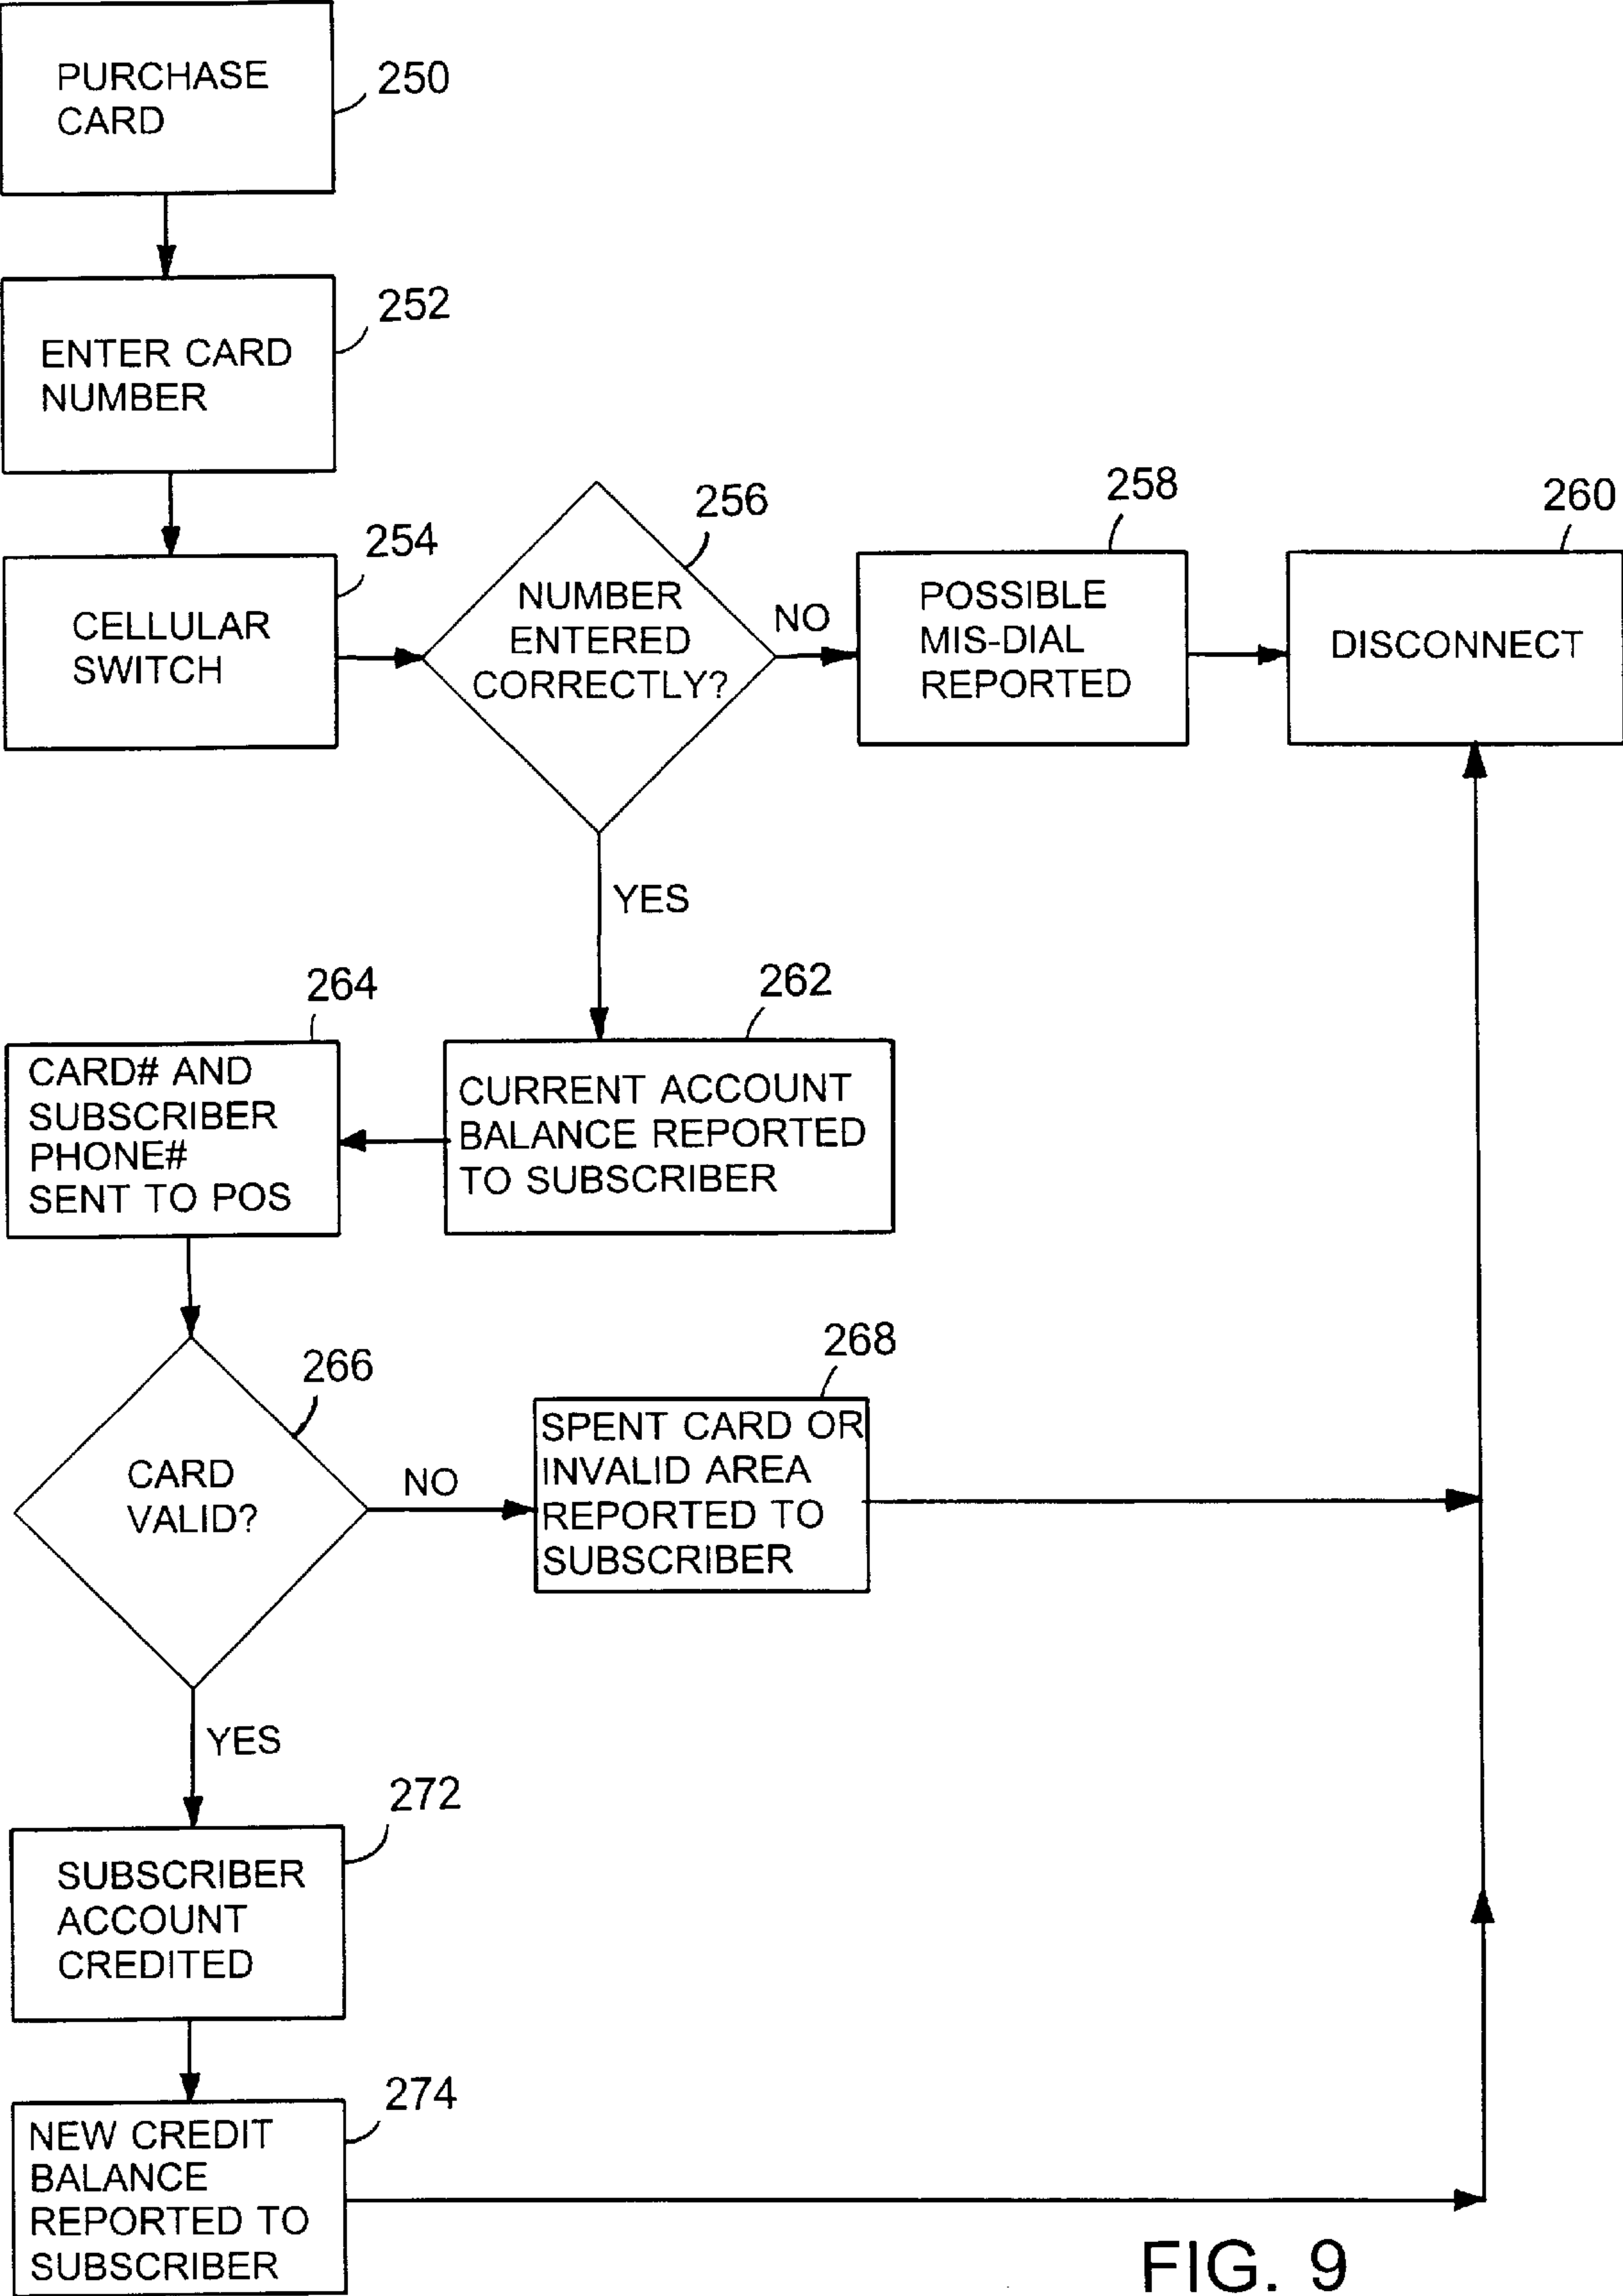 PURCHASE
CARD
250
ENTER CARD
NUMBER
252
CELLULAR
SWITCH
254
NUMBER
ENTERED
CORRECTLY?
256
NO
POSSIBLE
MIS-DIAL
REPORTED
258
DISCONNECT
260
YES
CURRENT ACCOUNT
BALANCE REPORTED
TO SUBSCRIBER
262
CARD# AND
SUBSCRIBER
PHONE#
SENT TO POS
264
CARD
VALID?
266
NO
SPENT CARD OR
INVALID AREA
REPORTED TO
SUBSCRIBER
268
YES
SUBSCRIBER
ACCOUNT
CREDITED
272
NEW CREDIT
BALANCE
REPORTED TO
SUBSCRIBER
274
FIG. 9